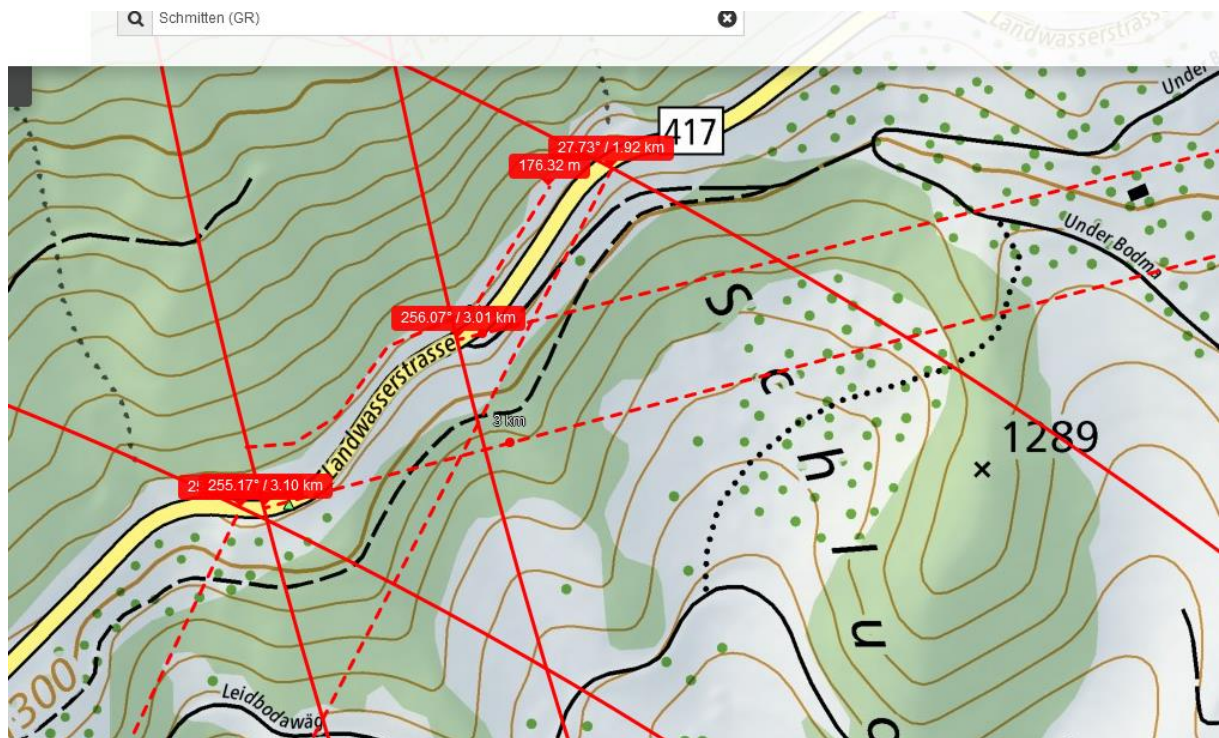 Schmitten (GR)
Landwasserstrasse
417
27.73° / 1.92 km
176.32 m
Under Bodma
256.07° / 3.01 km
Landwasserstrasse
3 km
1289
255.17° / 3.10 km
S c h l u
300
Leidbodawäg